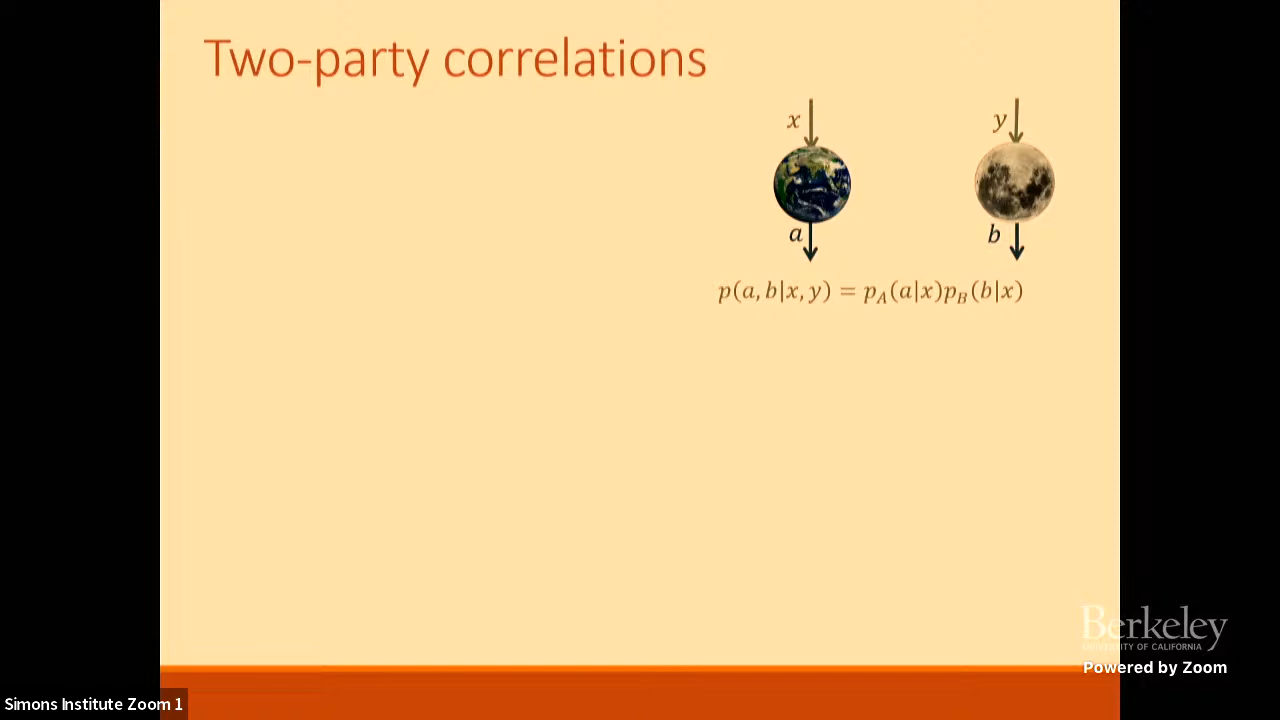 Two-party correlations
x
y
a
b
p(a, b|x, y) = p_A(a|x)p_B(b|x)
Berkeley
UNIVERSITY OF CALIFORNIA
Powered by Zoom
Simons Institute Zoom 1